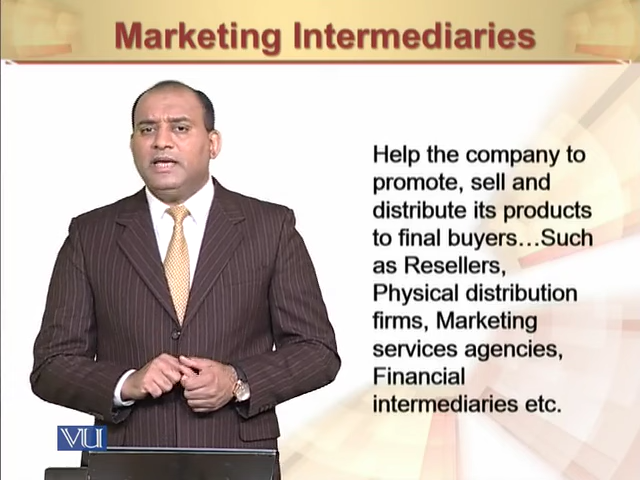 Marketing Intermediaries
Help the company to
promote, sell and
distribute its products
to final buyers…Such
as Resellers,
Physical distribution
firms, Marketing
services agencies,
Financial
intermediaries etc.
VU